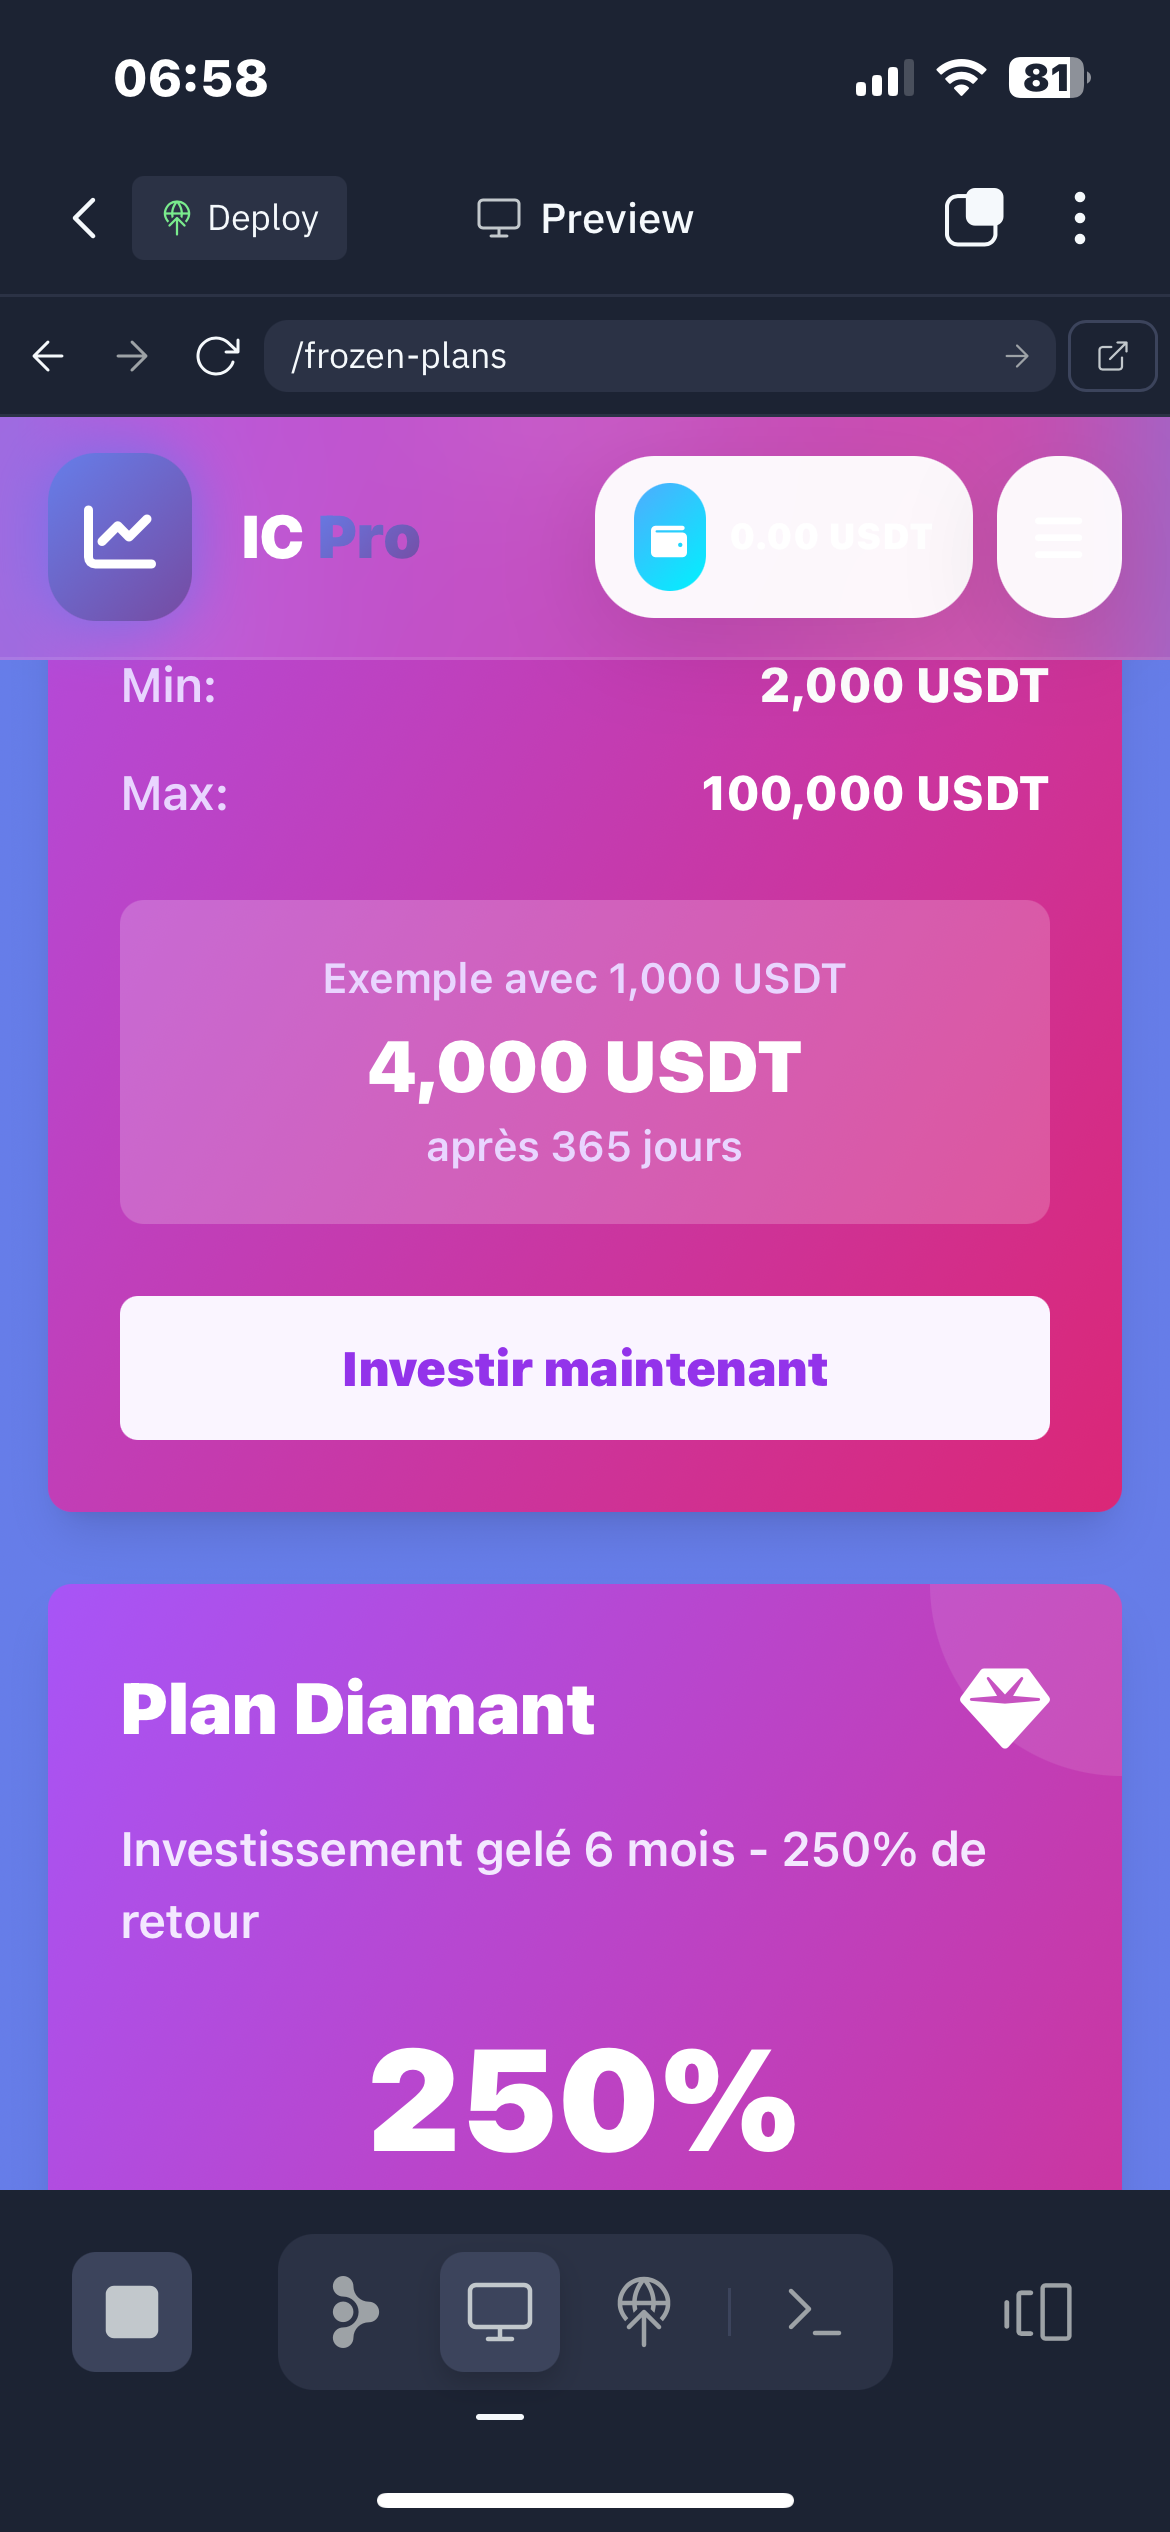 06:58
81
Deploy
Preview
/frozen-plans
IC Pro
0.00 USDT
Min:
2,000 USDT
Max:
100,000 USDT
Exemple avec 1,000 USDT
4,000 USDT
après 365 jours
Investir maintenant
Plan Diamant
Investissement gelé 6 mois - 250% de
retour
250%